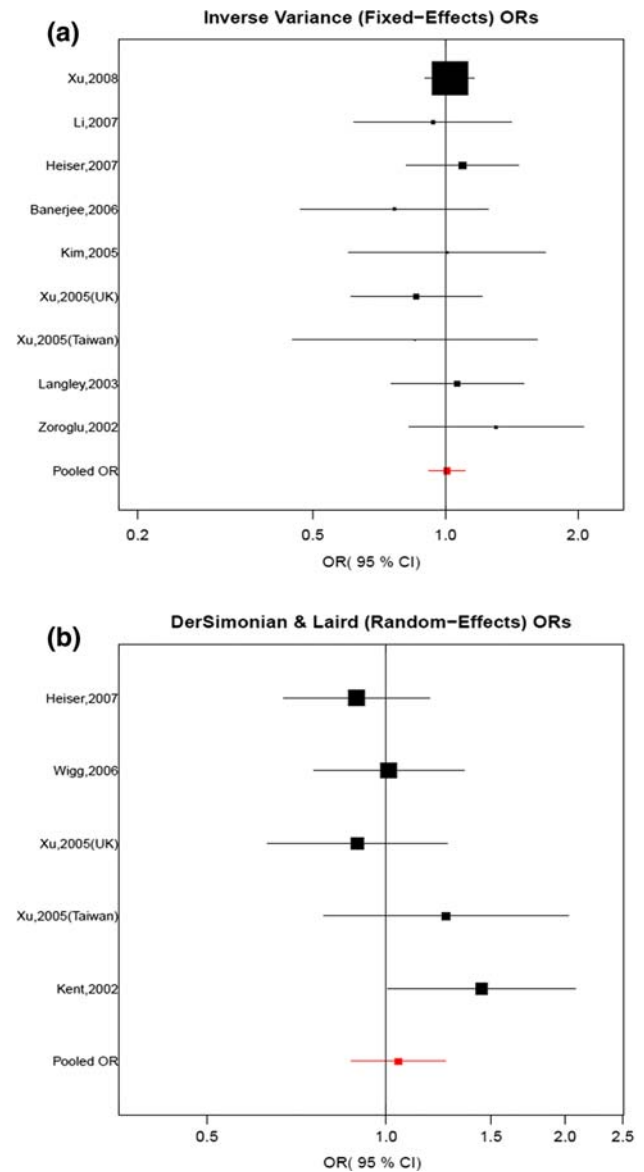 (a)
Inverse Variance (Fixed−Effects) ORs
Xu,2008
Li,2007
Heiser,2007
Banerjee,2006
Kim,2005
Xu,2005(UK)
Xu,2005(Taiwan)
Langley,2003
Zoroglu,2002
Pooled OR
0.2 0.5 1.0 2.0
OR( 95 % CI)
(b)
DerSimonian & Laird (Random−Effects) ORs
Heiser,2007
Wigg,2006
Xu,2005(UK)
Xu,2005(Taiwan)
Kent,2002
Pooled OR
0.5 1.0 1.5 2.0 2.5
OR( 95 % CI)